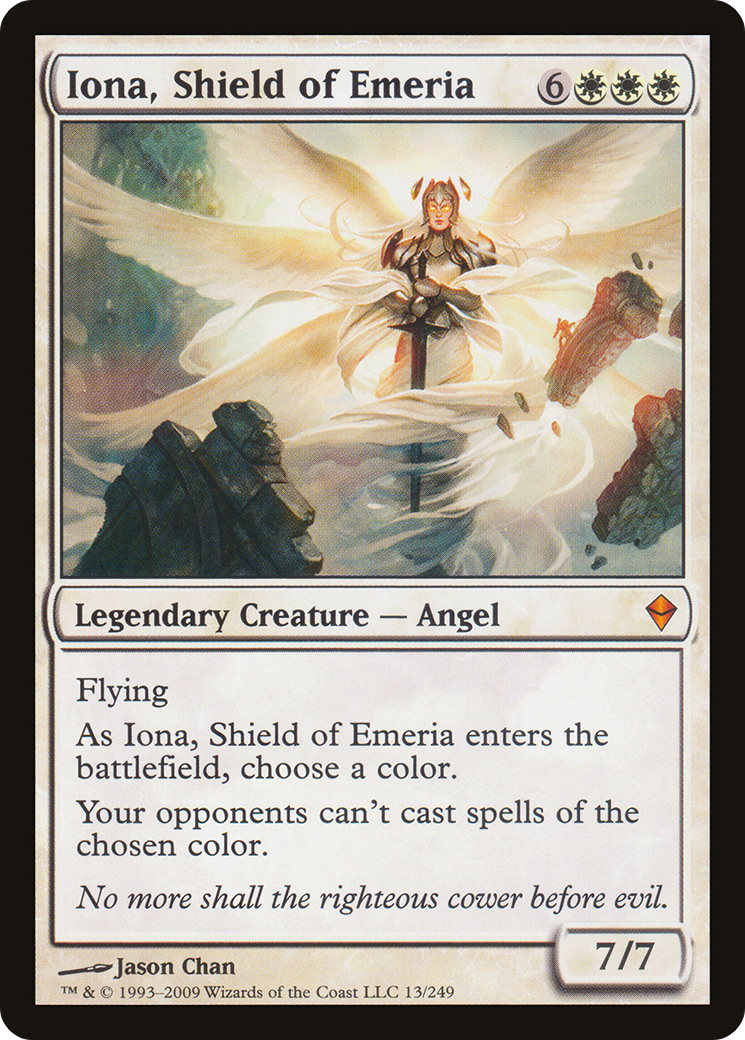 Iona, Shield of Emeria 6
Legendary Creature — Angel
Flying
As Iona, Shield of Emeria enters the
battlefield, choose a color.
Your opponents can't cast spells of the
chosen color.
No more shall the righteous cower before evil.
7/7
Jason Chan
™ & © 1993–2009 Wizards of the Coast LLC 13/249